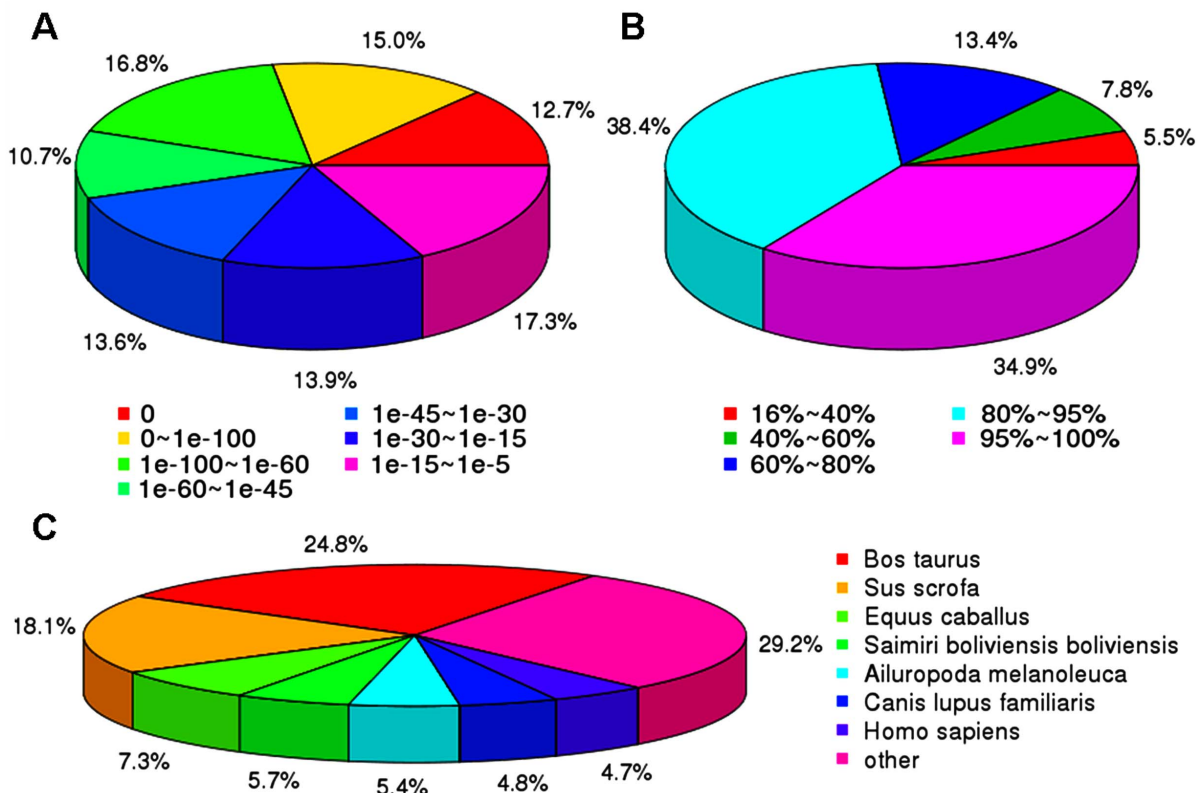 A
B
15.0%
16.8%
12.7%
10.7%
13.6%
13.9%
17.3%
13.4%
7.8%
5.5%
38.4%
34.9%
0
0~1e-100
1e-100~1e-60
1e-60~1e-45
1e-45~1e-30
1e-30~1e-15
1e-15~1e-5
16%~40%
40%~60%
60%~80%
80%~95%
95%~100%
C
24.8%
18.1%
29.2%
7.3%
5.7%
5.4%
4.8%
4.7%
Bos taurus
Sus scrofa
Equus caballus
Saimiri boliviensis boliviensis
Ailuropoda melanoleuca
Canis lupus familiaris
Homo sapiens
other